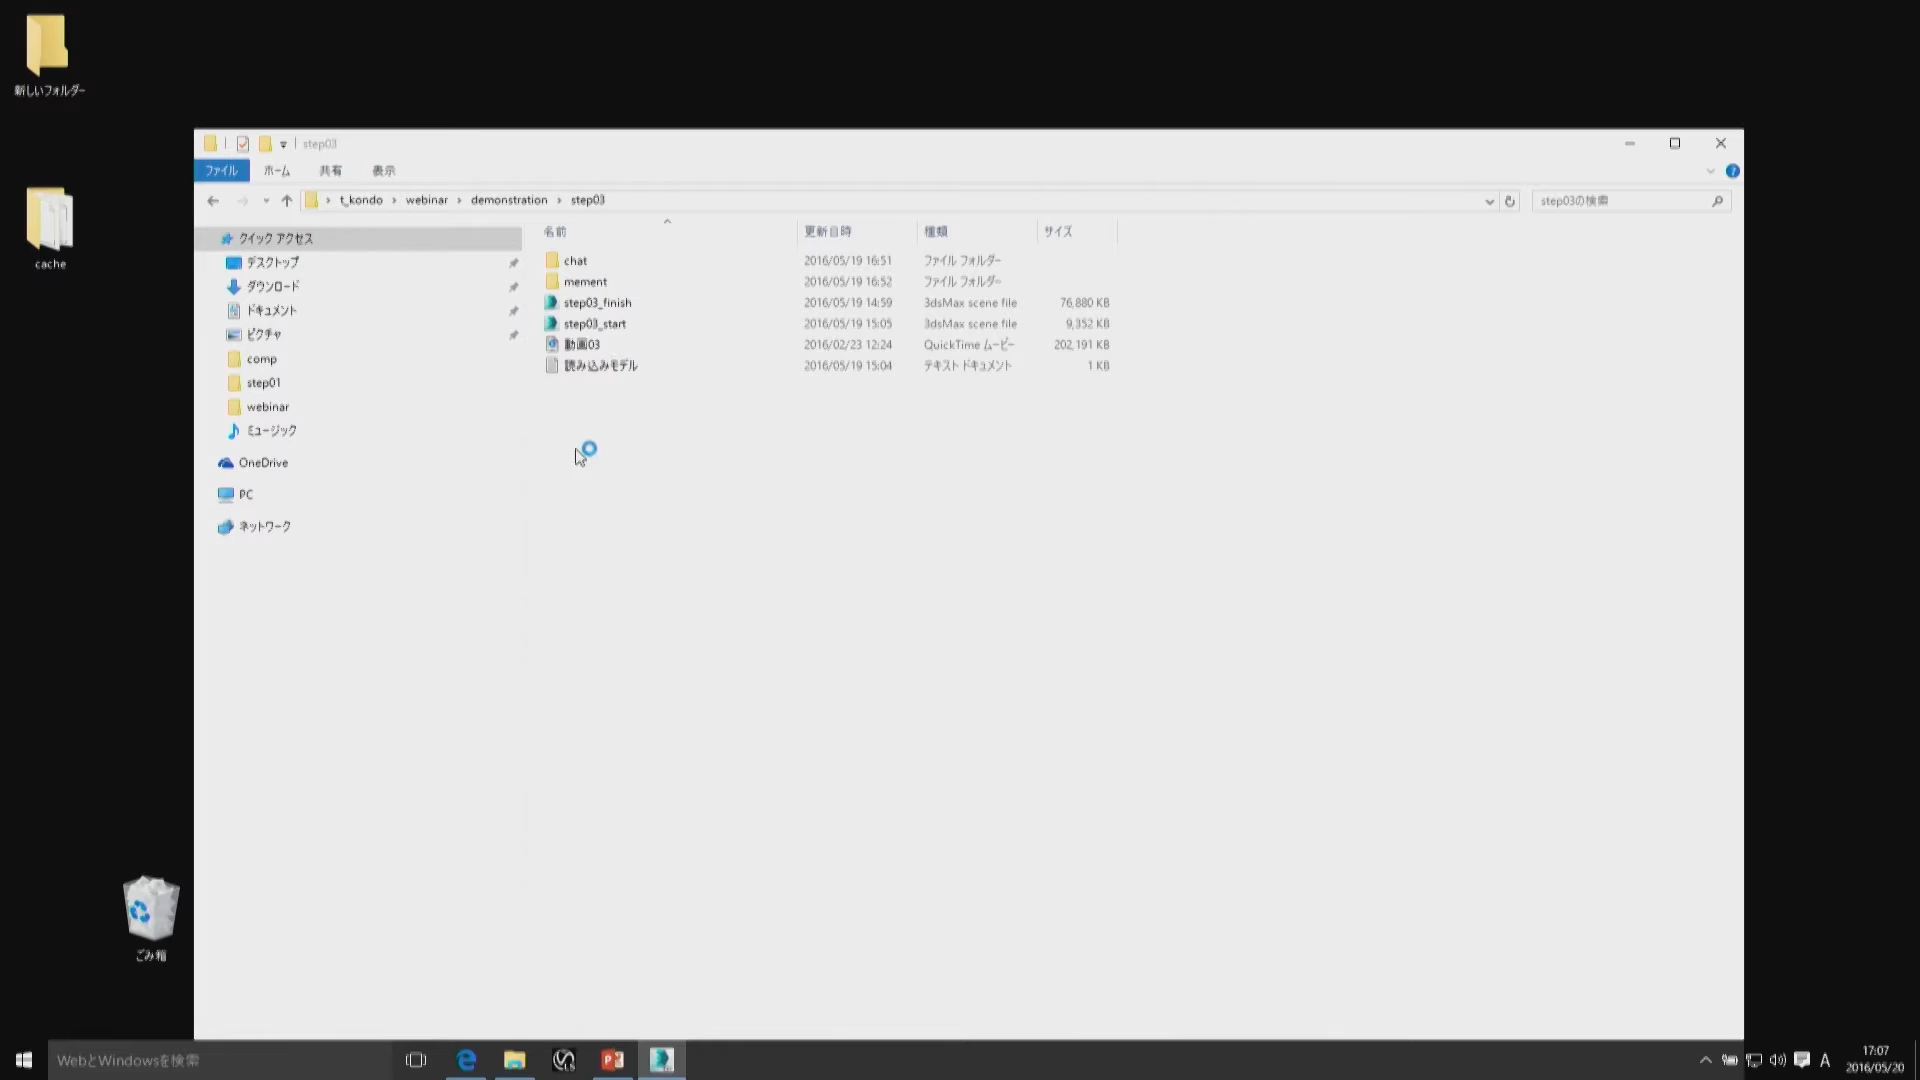 新しいフォルダー
cache
ごみ箱
step03
ファイル ホーム 共有 表示
t_kondo › webinar › demonstration › step03
step03の検索
クイック アクセス
デスクトップ
ダウンロード
ドキュメント
ピクチャ
comp
step01
webinar
ミュージック
OneDrive
PC
ネットワーク
名前 更新日時 種類 サイズ
chat 2016/05/19 16:51 ファイル フォルダー
mement 2016/05/19 16:52 ファイル フォルダー
step03_finish 2016/05/19 14:59 3dsMax scene file 76,880 KB
step03_start 2016/05/19 15:05 3dsMax scene file 9,352 KB
動画03 2016/02/23 12:24 QuickTime ムービー 202,191 KB
読み込みモデル 2016/05/19 15:04 テキスト ドキュメント 1 KB
WebとWindowsを検索
A
17:07
2016/05/20